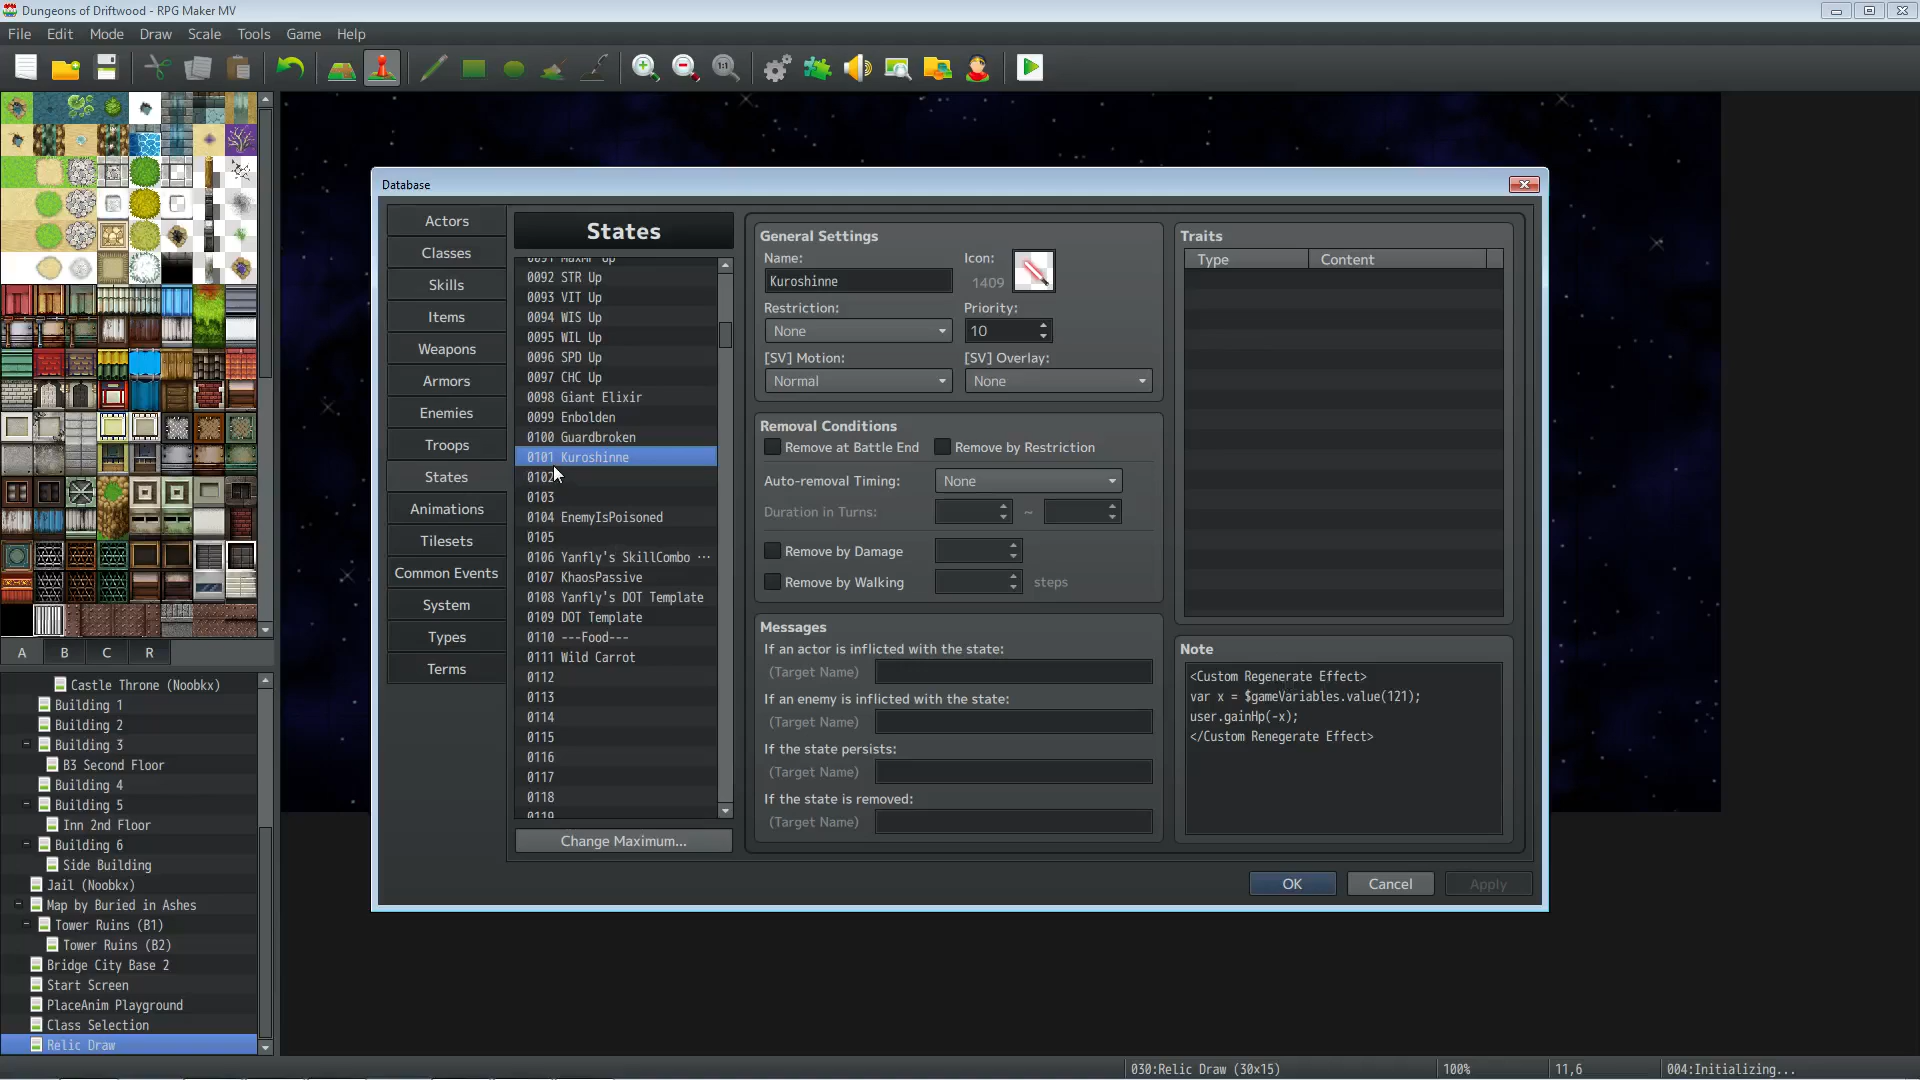 Dungeons of Driftwood - RPG Maker MV
File Edit Mode Draw Scale Tools Game Help
A B C R
Castle Throne (Noobkx)
Building 1
Building 2
Building 3
B3 Second Floor
Building 4
Building 5
Inn 2nd Floor
Building 6
Side Building
Jail (Noobkx)
Map by Buried in Ashes
Tower Ruins (B1)
Tower Ruins (B2)
Bridge City Base 2
Start Screen
PlaceAnim Playground
Class Selection
Relic Draw
Database
Actors
Classes
Skills
Items
Weapons
Armors
Enemies
Troops
States
Animations
Tilesets
Common Events
System
Types
Terms
States
0091 MaxMP Up
0092 STR Up
0093 VIT Up
0094 WIS Up
0095 WIL Up
0096 SPD Up
0097 CHC Up
0098 Giant Elixir
0099 Enbolden
0100 Guardbroken
0101 Kuroshinne
0102
0103
0104 EnemyIsPoisoned
0105
0106 Yanfly's SkillCombo ...
0107 KhaosPassive
0108 Yanfly's DOT Template
0109 DOT Template
0110 ---Food---
0111 Wild Carrot
0112
0113
0114
0115
0116
0117
0118
0119
Change Maximum...
General Settings
Name: Icon:
Kuroshinne 1409
Restriction: Priority:
None 10
[SV] Motion: [SV] Overlay:
Normal None
Removal Conditions
Remove at Battle End Remove by Restriction
Auto-removal Timing: None
Duration in Turns: ~
Remove by Damage
Remove by Walking steps
Messages
If an actor is inflicted with the state:
(Target Name)
If an enemy is inflicted with the state:
(Target Name)
If the state persists:
(Target Name)
If the state is removed:
(Target Name)
Traits
Type Content
Note
<Custom Regenerate Effect>
var x = $gameVariables.value(121);
user.gainHp(-x);
</Custom Renegerate Effect>
OK Cancel Apply
030:Relic Draw (30x15) 100% 11,6 004:Initializing...